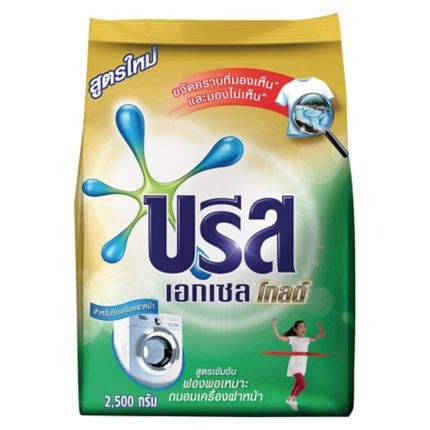 สูตรใหม่
ขจัดคราบที่มองเห็น*
และมองไม่เห็น^
บรีส
เอกเซล โกลด์
สำหรับซักเครื่องฝาหน้า
สูตรเข้มข้น
ฟองพอเหมาะ
ถนอมเครื่องฝาหน้า
2,500 กรัม